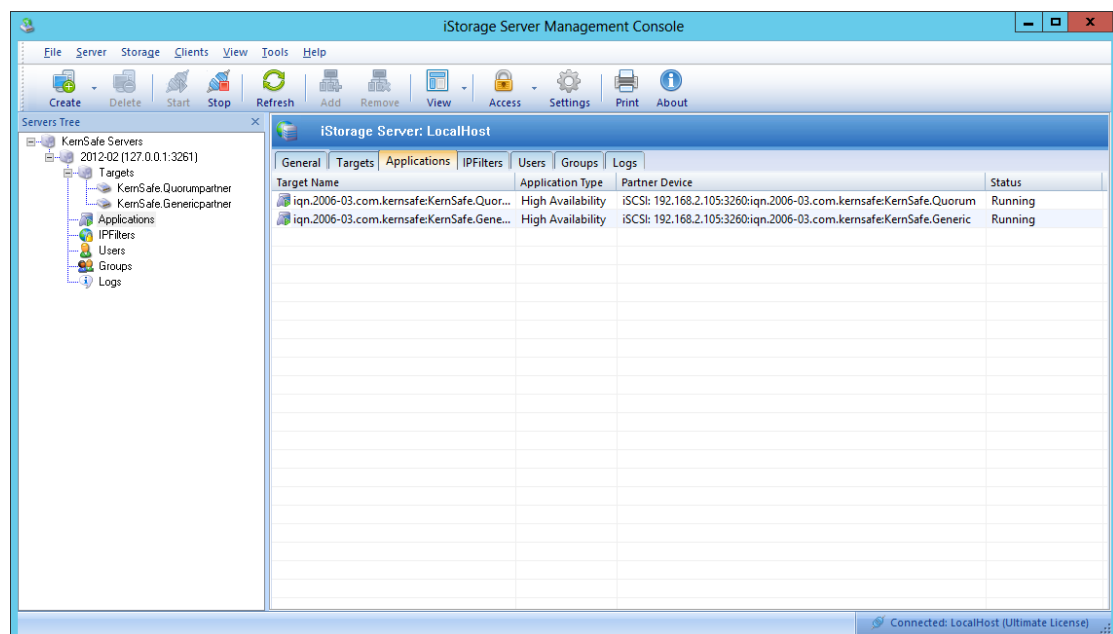 iStorage Server Management Console
File Server Storage Clients View Tools Help
Create Delete Start Stop Refresh Add Remove View Access Settings Print About
Servers Tree
KernSafe Servers
2012-02 (127.0.0.1:3261)
Targets
KernSafe.Quorumpartner
KernSafe.Genericpartner
Applications
IPFilters
Users
Groups
Logs
iStorage Server: LocalHost
General Targets Applications IPFilters Users Groups Logs
Target Name Application Type Partner Device Status
iqn.2006-03.com.kernsafe:KernSafe.Quor... High Availability iSCSI: 192.168.2.105:3260:iqn.2006-03.com.kernsafe:KernSafe.Quorum Running
iqn.2006-03.com.kernsafe:KernSafe.Gene... High Availability iSCSI: 192.168.2.105:3260:iqn.2006-03.com.kernsafe:KernSafe.Generic Running
Connected: LocalHost (Ultimate License)